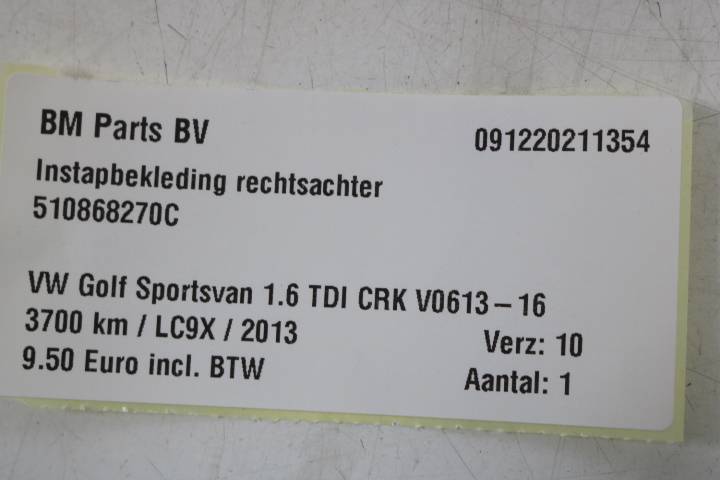 BM Parts BV 091220211354
Instapbekleding rechtsachter
510868270C
VW Golf Sportsvan 1.6 TDI CRK V0613-16
3700 km / LC9X / 2013 Verz: 10
9.50 Euro incl. BTW Aantal: 1